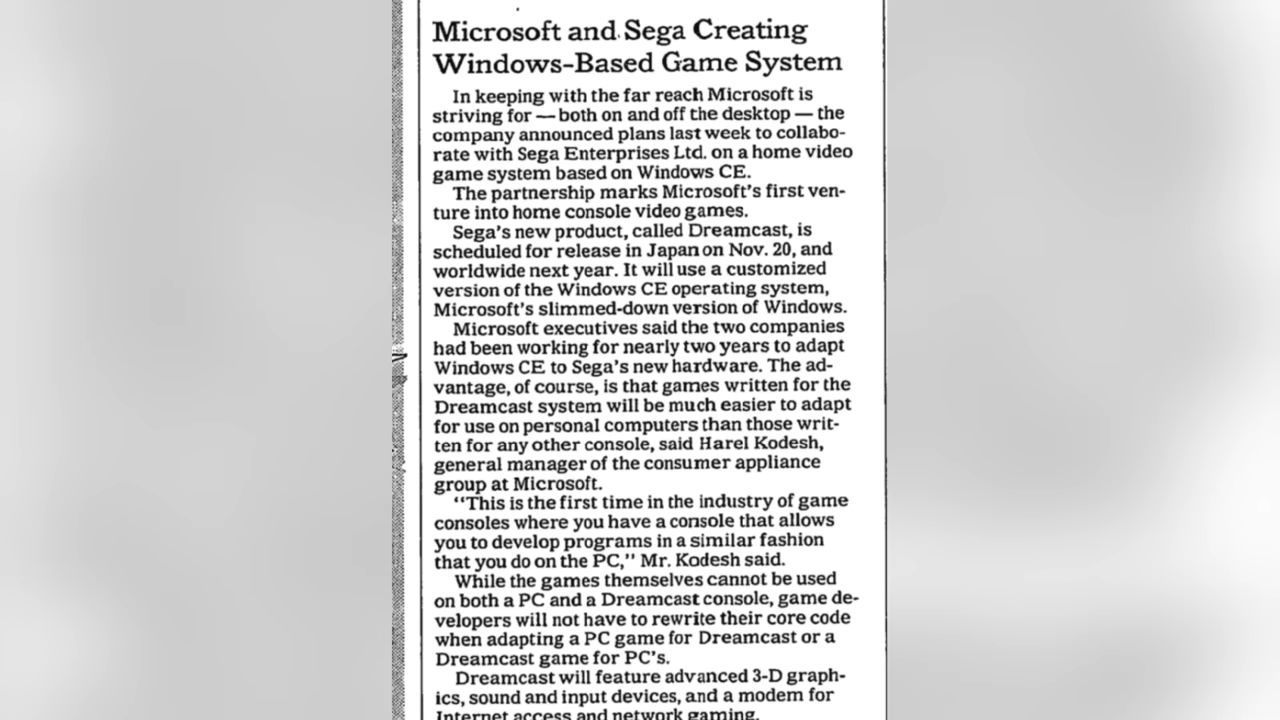 Microsoft and Sega Creating
Windows-Based Game System
In keeping with the far reach Microsoft is
striving for — both on and off the desktop — the
company announced plans last week to collabo-
rate with Sega Enterprises Ltd. on a home video
game system based on Windows CE.
The partnership marks Microsoft's first ven-
ture into home console video games.
Sega's new product, called Dreamcast, is
scheduled for release in Japan on Nov. 20, and
worldwide next year. It will use a customized
version of the Windows CE operating system,
Microsoft's slimmed-down version of Windows.
Microsoft executives said the two companies
had been working for nearly two years to adapt
Windows CE to Sega's new hardware. The ad-
vantage, of course, is that games written for the
Dreamcast system will be much easier to adapt
for use on personal computers than those writ-
ten for any other console, said Harel Kodesh,
general manager of the consumer appliance
group at Microsoft.
"This is the first time in the industry of game
consoles where you have a console that allows
you to develop programs in a similar fashion
that you do on the PC," Mr. Kodesh said.
While the games themselves cannot be used
on both a PC and a Dreamcast console, game de-
velopers will not have to rewrite their core code
when adapting a PC game for Dreamcast or a
Dreamcast game for PC's.
Dreamcast will feature advanced 3-D graph-
ics, sound and input devices, and a modem for
Internet access and network gaming.